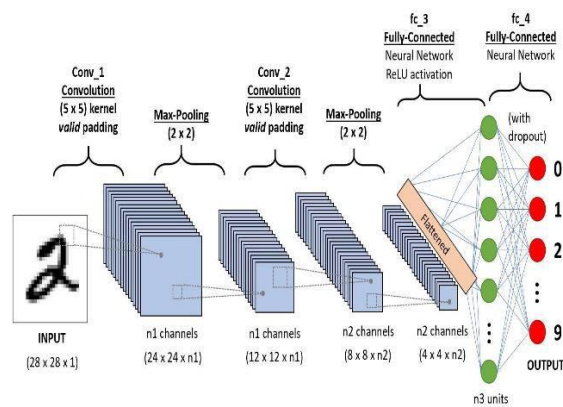 fc_3
Fully-Connected
Neural Network
ReLU activation
fc_4
Fully-Connected
Neural Network
Conv_1
Convolution
(5 x 5) kernel
valid padding
Max-Pooling
(2 x 2)
Conv_2
Convolution
(5 x 5) kernel
valid padding
Max-Pooling
(2 x 2)
(with
dropout)
Flattened
0
1
2
9
INPUT
(28 x 28 x 1)
n1 channels
(24 x 24 x n1)
n1 channels
(12 x 12 x n1)
n2 channels
(8 x 8 x n2)
n2 channels
(4 x 4 x n2)
OUTPUT
n3 units